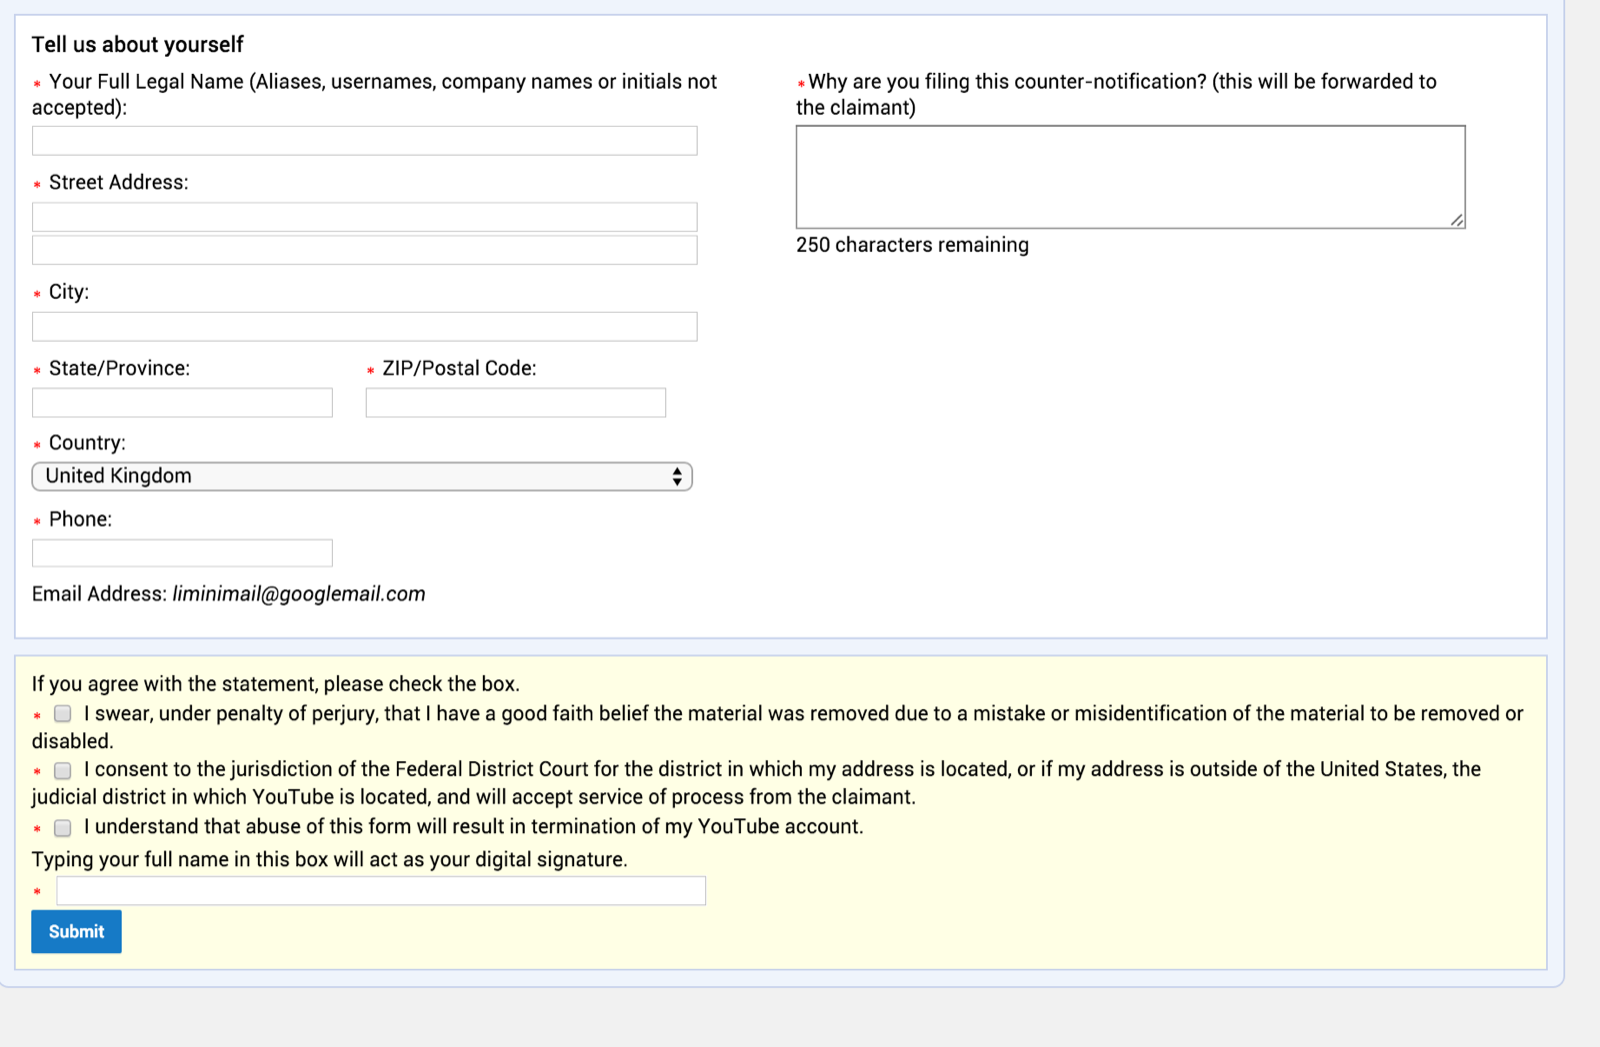 Tell us about yourself
* Your Full Legal Name (Aliases, usernames, company names or initials not
accepted):
* Street Address:
* City:
* State/Province:
* ZIP/Postal Code:
* Country:
United Kingdom
* Phone:
Email Address: liminimail@googlemail.com
*Why are you filing this counter-notification? (this will be forwarded to
the claimant)
250 characters remaining
If you agree with the statement, please check the box.
* I swear, under penalty of perjury, that I have a good faith belief the material was removed due to a mistake or misidentification of the material to be removed or
disabled.
* I consent to the jurisdiction of the Federal District Court for the district in which my address is located, or if my address is outside of the United States, the
judicial district in which YouTube is located, and will accept service of process from the claimant.
* I understand that abuse of this form will result in termination of my YouTube account.
Typing your full name in this box will act as your digital signature.
*
Submit